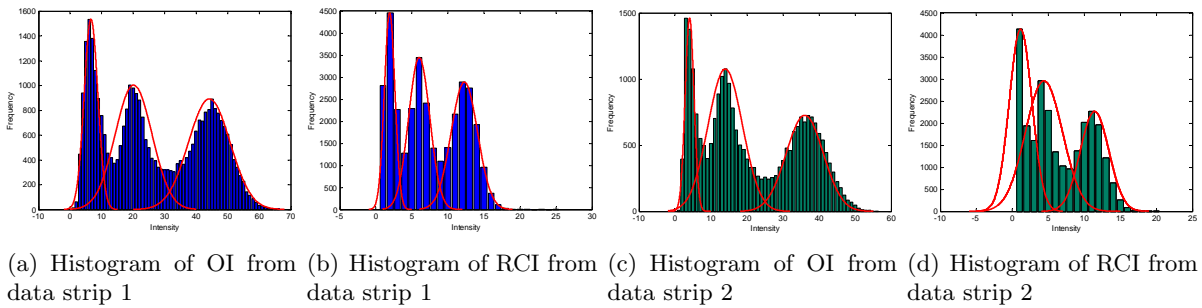 1600
1400
1200
1000
800
600
400
200
0
-10 0 10 20 30 40 50 60 70
Frequency
Intensity
4500
4000
3500
3000
2500
2000
1500
1000
500
0
-5 0 5 10 15 20 25 30
Frequency
Intensity
1500
1000
500
0
-10 0 10 20 30 40 50 60
Frequency
Intensity
4500
4000
3500
3000
2500
2000
1500
1000
500
0
-10 -5 0 5 10 15 20 25
Frequency
Intensity
(a) Histogram of OI from
data strip 1
(b) Histogram of RCI from
data strip 1
(c) Histogram of OI from
data strip 2
(d) Histogram of RCI from
data strip 2